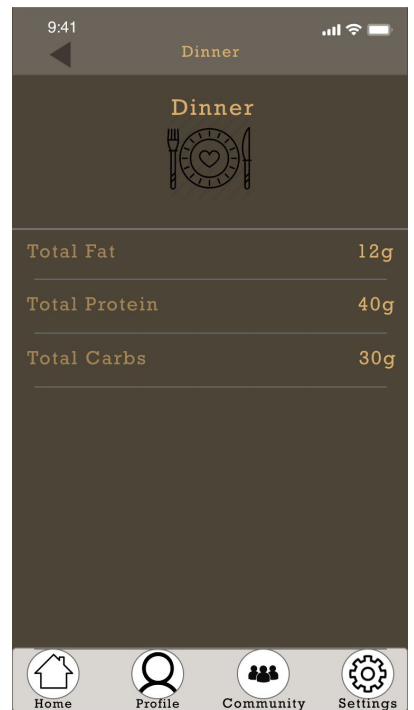 9:41
Dinner
Dinner
Total Fat 12g
Total Protein 40g
Total Carbs 30g
Home Profile Community Settings